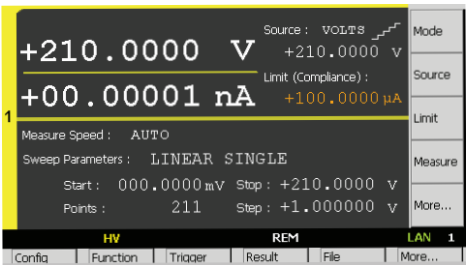 +210.0000 V
Source : VOLTS
+210.0000 V
Limit (Compliance) :
+00.00001 nA
+100.0000 µA
1
Measure Speed : AUTO
Sweep Parameters : LINEAR SINGLE
Start : 000.0000 mV Stop : +210.0000 V
Points : 211 Step : +1.000000 V
Mode
Source
Limit
Measure
More...
HV REM LAN 1
Config Function Trigger Result File More...